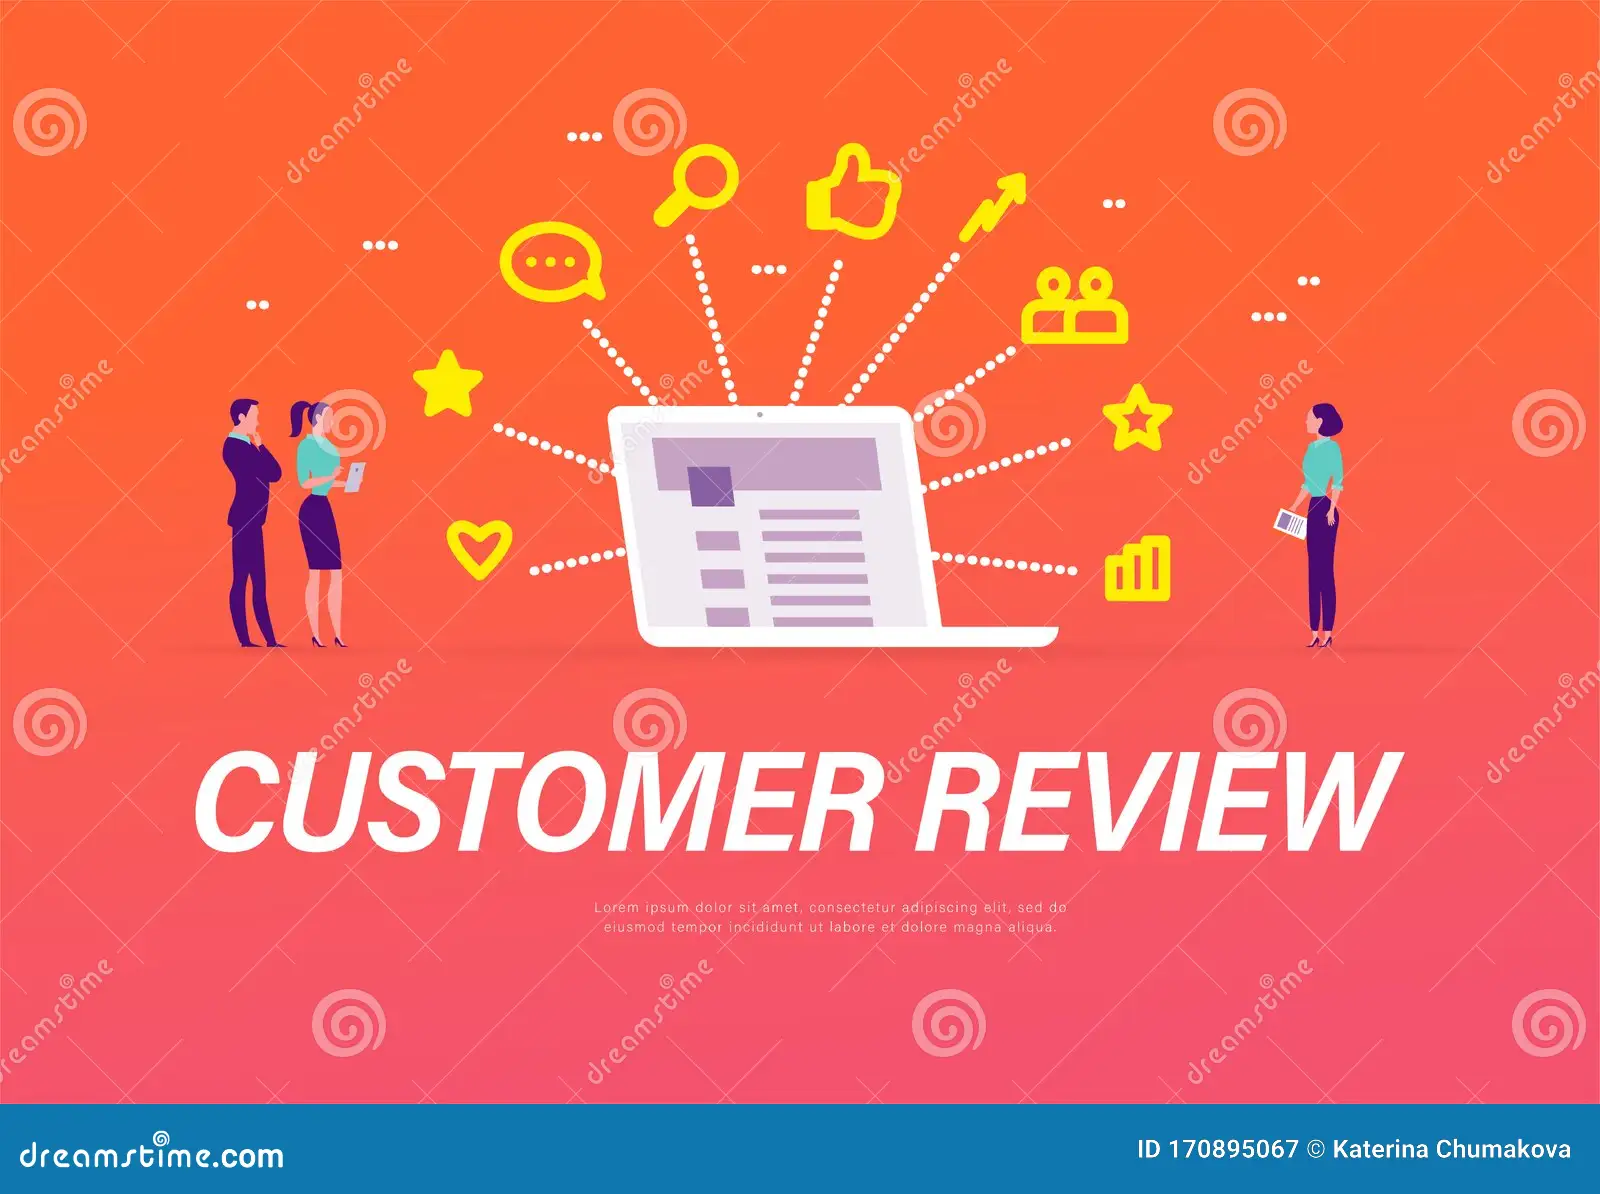 CUSTOMER REVIEW
Lorem ipsum dolor sit amet, consectetur adipiscing elit, sed do
eiusmod tempor incididunt ut labore et dolore magna aliqua.
dreamstime.com
ID 170895067 © Katerina Chumakova